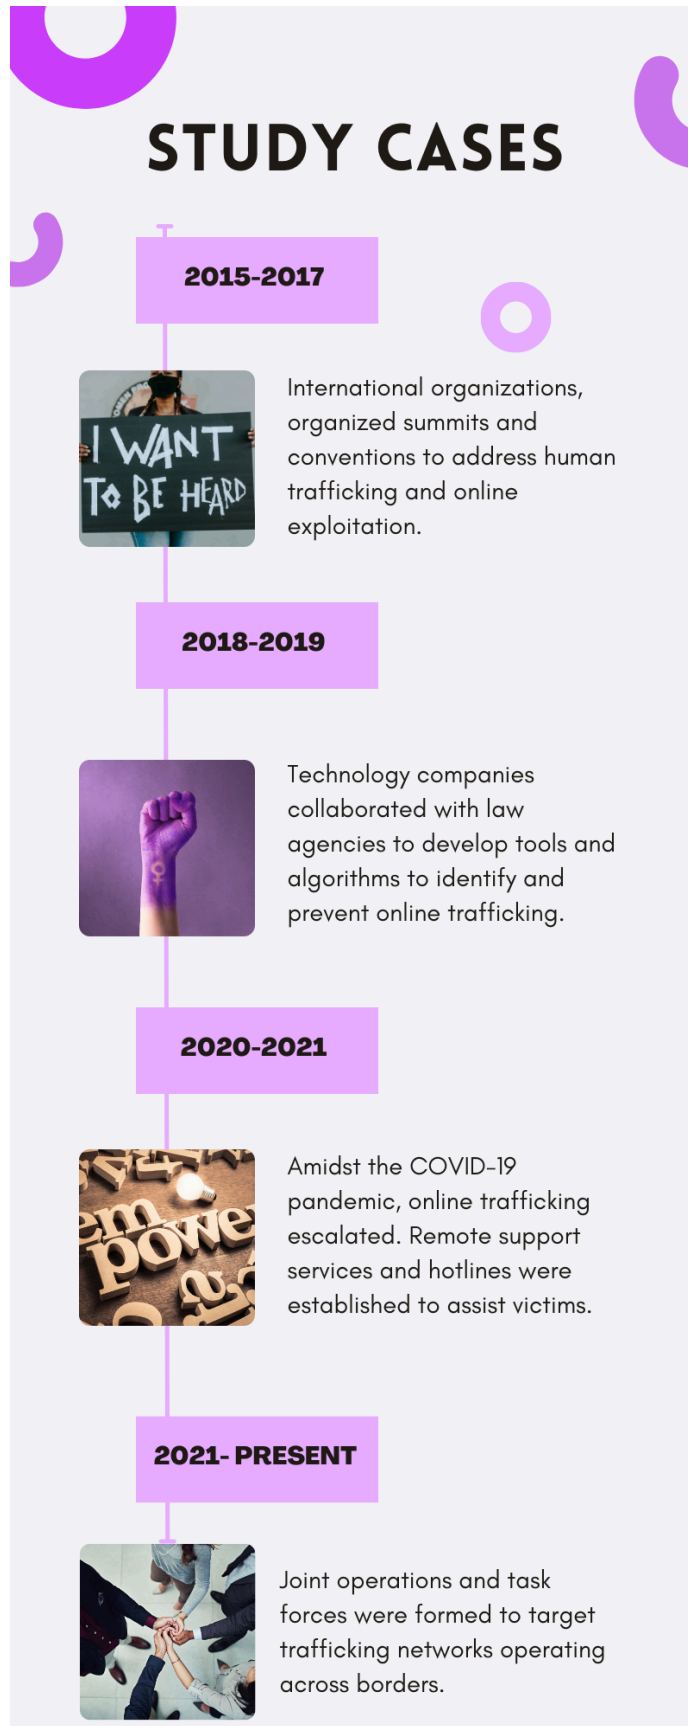 STUDY CASES
2015-2017
I WANT
TO BE HEARD
International organizations,
organized summits and
conventions to address human
trafficking and online
exploitation.
2018-2019
Technology companies
collaborated with law
agencies to develop tools and
algorithms to identify and
prevent online trafficking.
2020-2021
em
powe
Amidst the COVID-19
pandemic, online trafficking
escalated. Remote support
services and hotlines were
established to assist victims.
2021- PRESENT
Joint operations and task
forces were formed to target
trafficking networks operating
across borders.